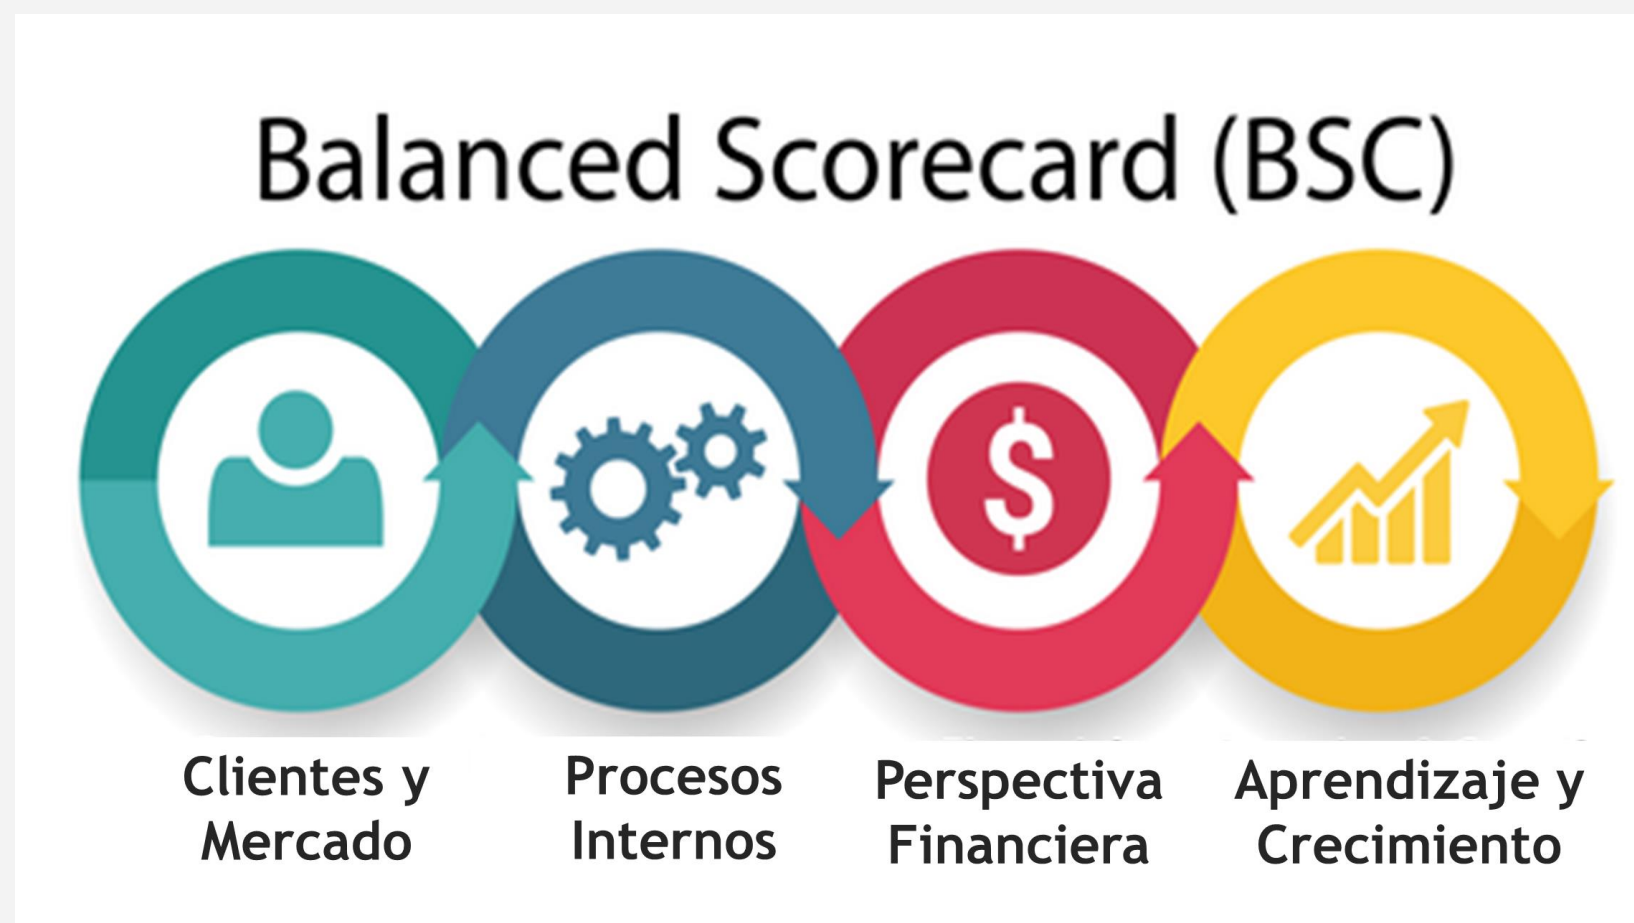 Balanced Scorecard (BSC)
$
Clientes y
Mercado
Procesos
Internos
Perspectiva
Financiera
Aprendizaje y
Crecimiento